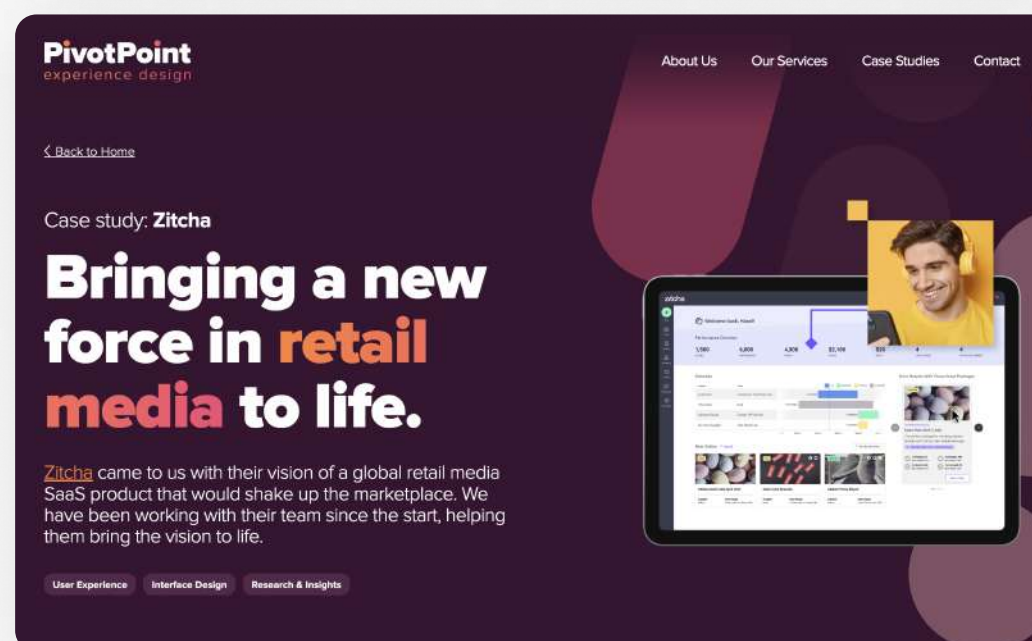 PivotPoint
experience design
About Us
Our Services
Case Studies
Contact
Back to Home
Case study: Zitcha
Bringing a new
force in retail
media to life.
Zitcha came to us with their vision of a global retail media
SaaS product that would shake up the marketplace. We
have been working with their team since the start, helping
them bring the vision to life.
User Experience
Interface Design
Research & Insights
zitcha